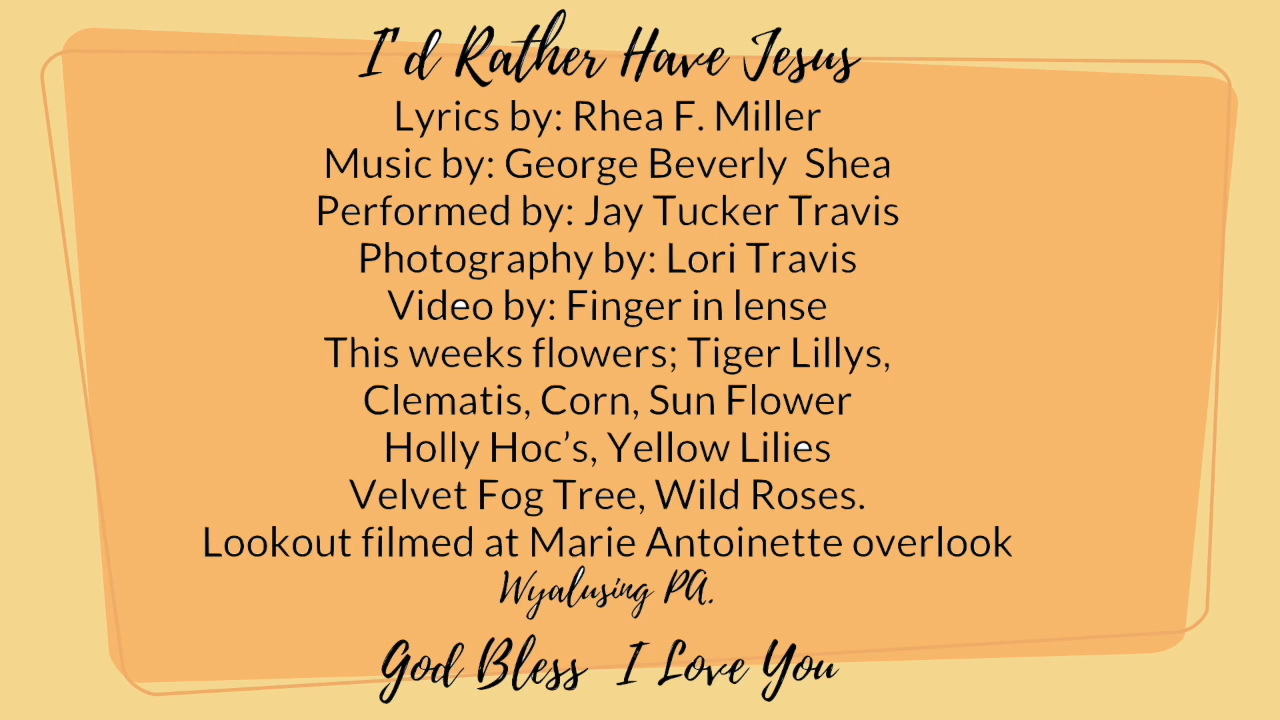 I'd Rather Have Jesus
Lyrics by: Rhea F. Miller
Music by: George Beverly Shea
Performed by: Jay Tucker Travis
Photography by: Lori Travis
Video by: Finger in lense
This weeks flowers; Tiger Lillys,
Clematis, Corn, Sun Flower
Holly Hoc’s, Yellow Lilies
Velvet Fog Tree, Wild Roses.
Lookout filmed at Marie Antoinette overlook
Wyalusing PA.
God Bless I Love You